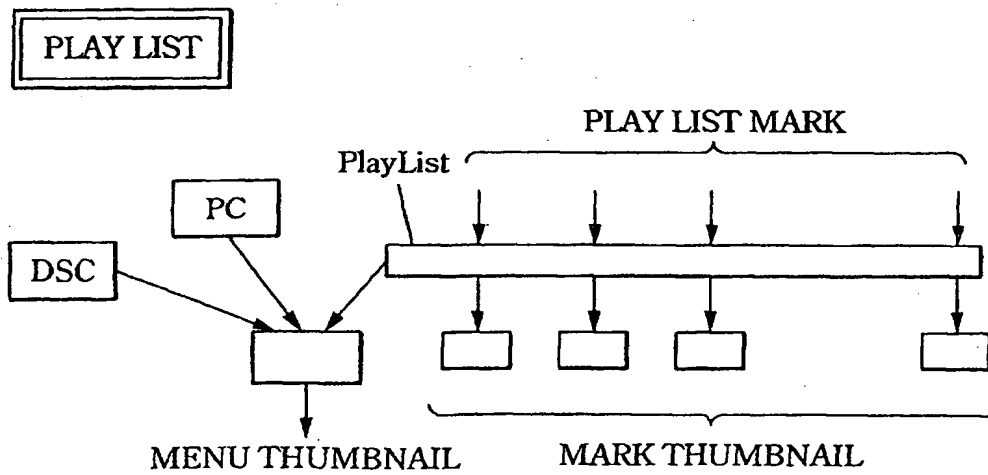 PLAY LIST
PLAY LIST MARK
PlayList
PC
DSC
MENU THUMBNAIL
MARK THUMBNAIL